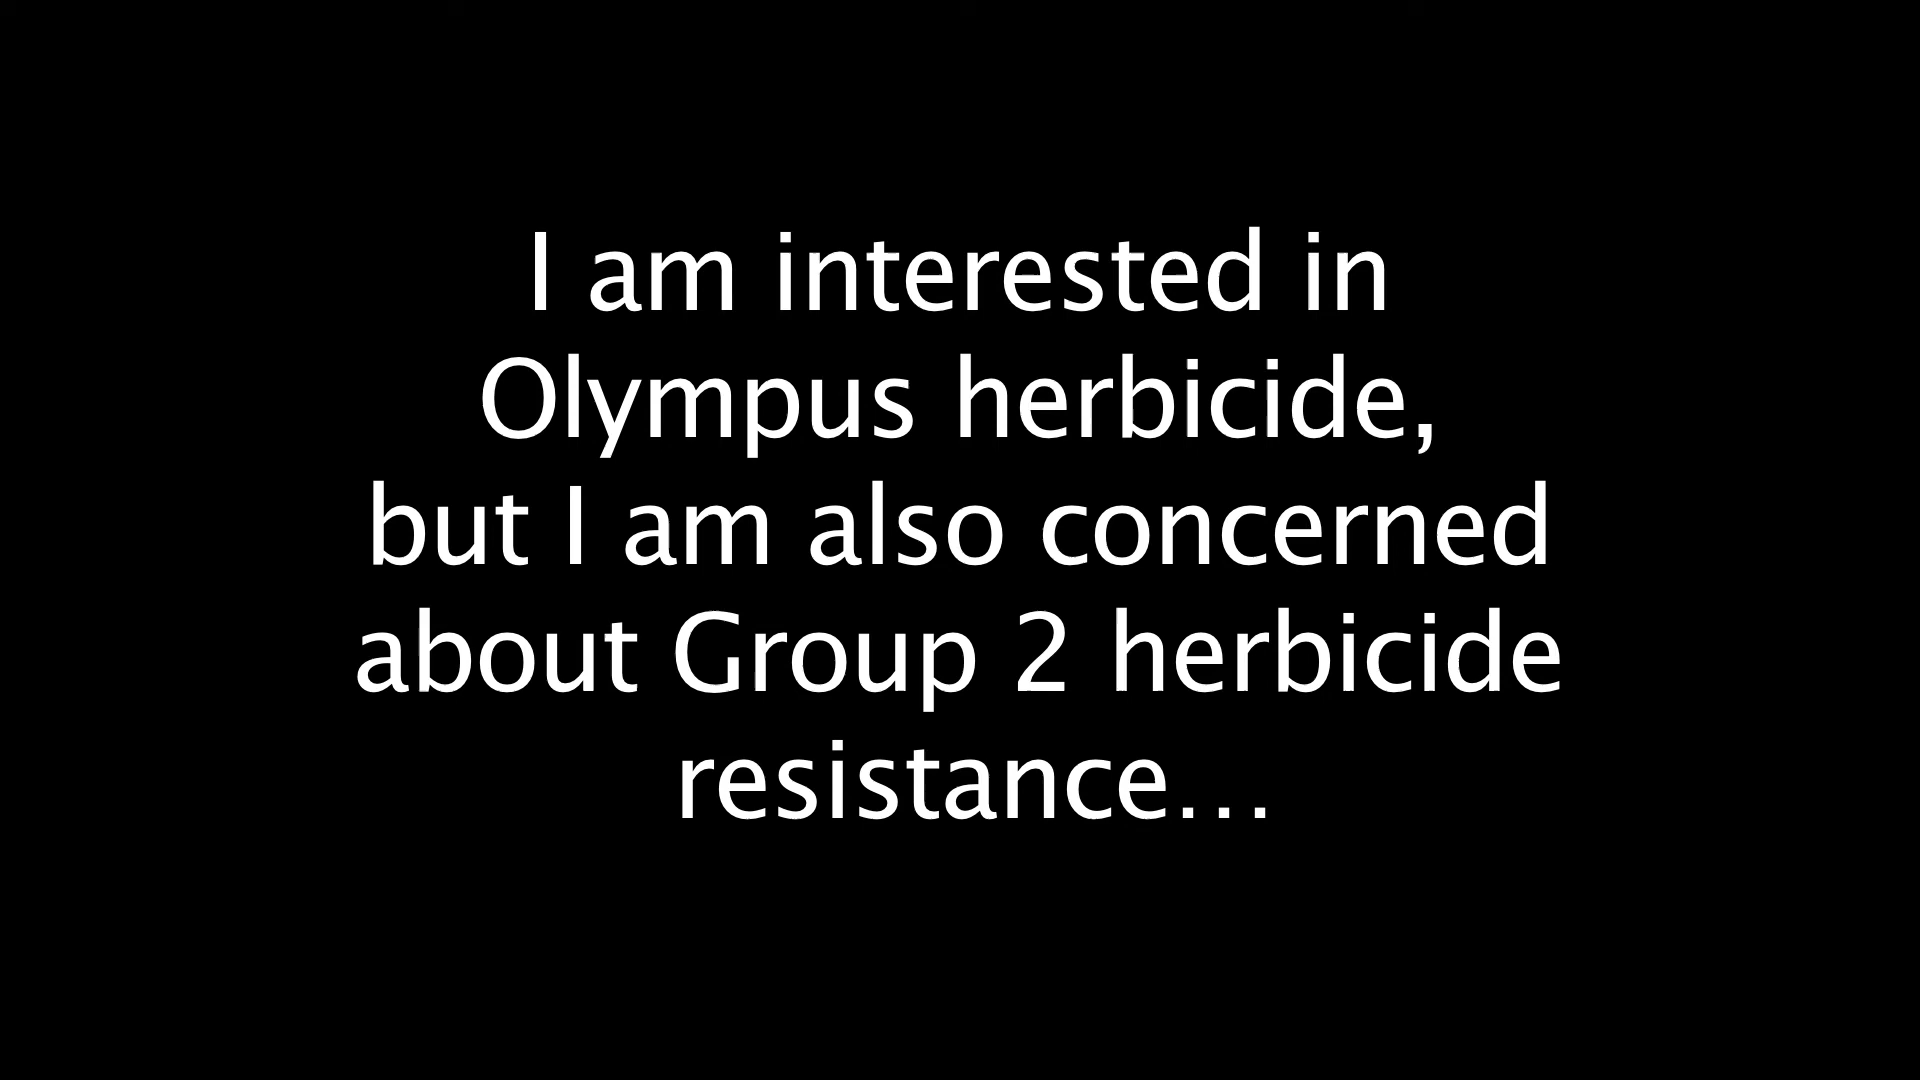 I am interested in
Olympus herbicide,
but I am also concerned
about Group 2 herbicide
resistance…